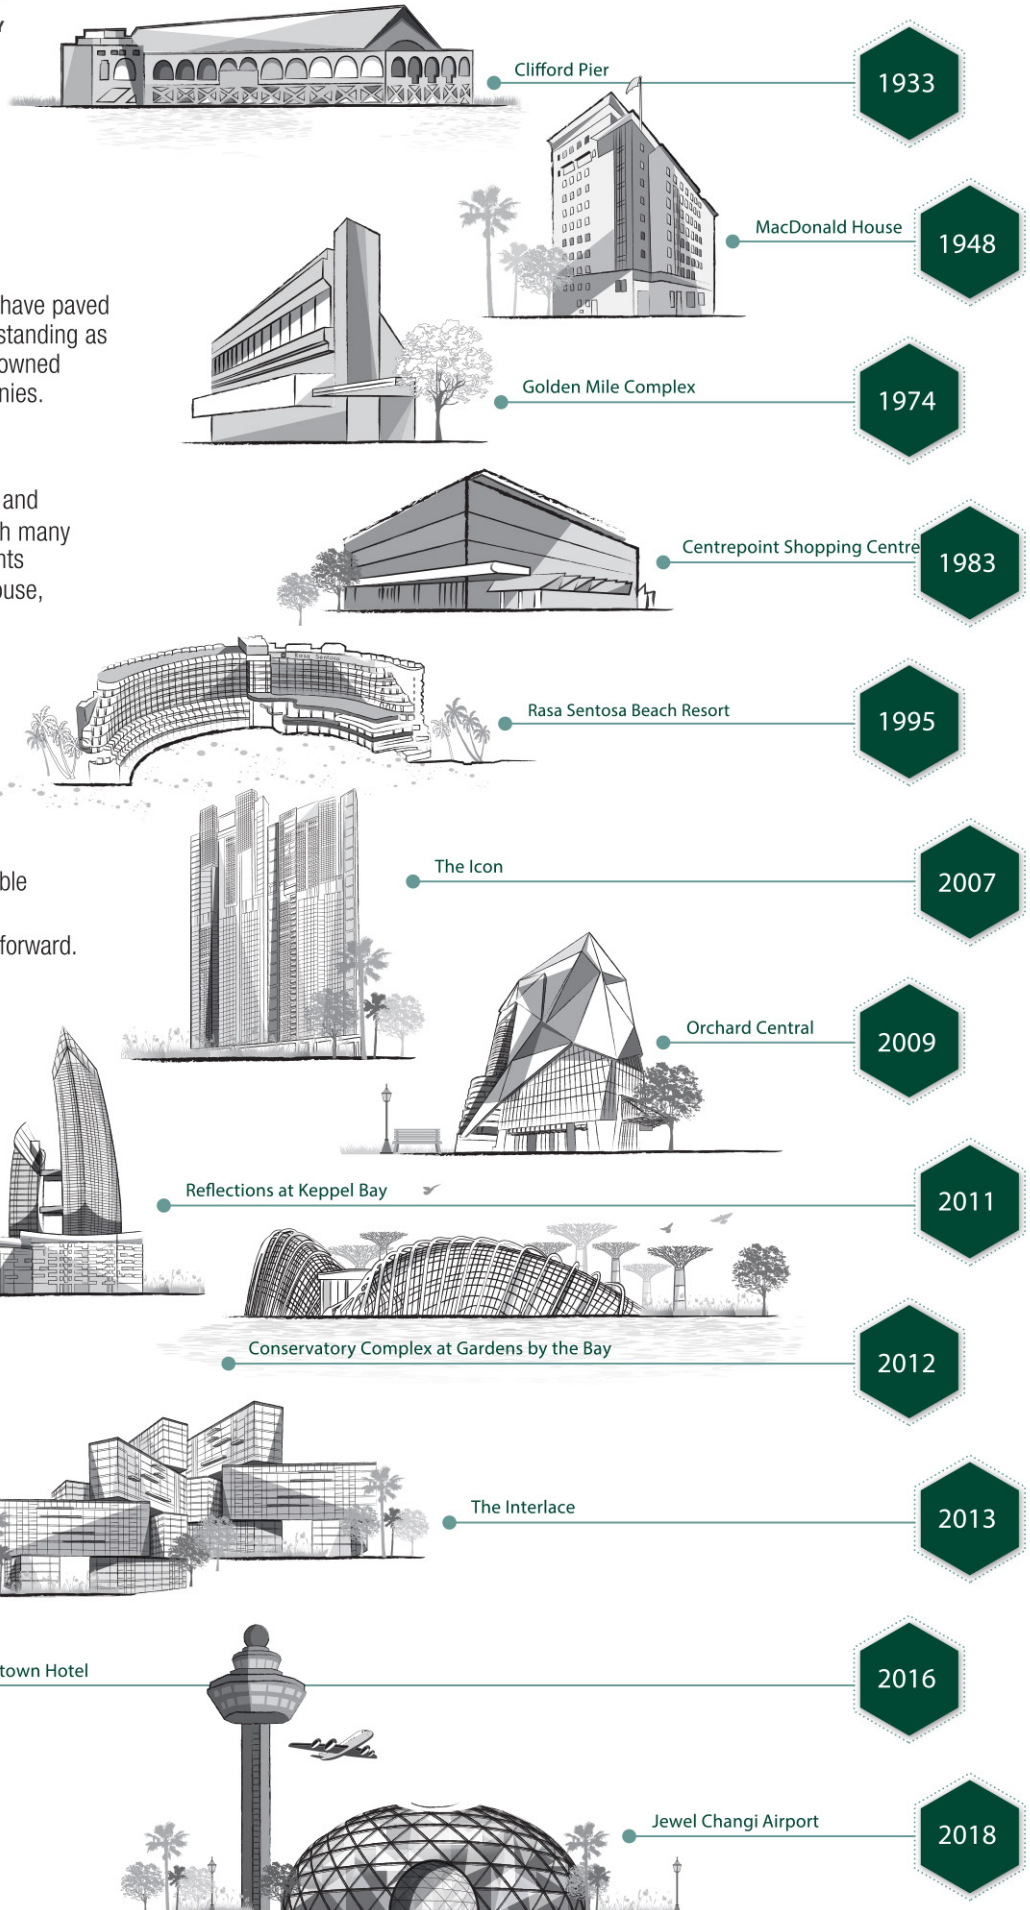 Y
Clifford Pier
1933
MacDonald House
1948
have paved
standing as
owned
nies.
Golden Mile Complex
1974
and
h many
nts
ouse,
Centrepoint Shopping Centre
1983
Rasa Sentosa
Rasa Sentosa Beach Resort
1995
The Icon
2007
ble
forward.
Orchard Central
2009
Reflections at Keppel Bay
2011
Conservatory Complex at Gardens by the Bay
2012
The Interlace
2013
town Hotel
2016
Jewel Changi Airport
2018